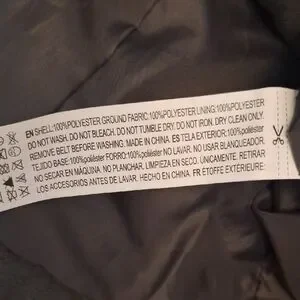 EN SHELL:100%POLYESTER GROUND FABRIC:100%POLYESTER LINING:100%POLYESTER
DO NOT WASH. DO NOT BLEACH. DO NOT TUMBLE DRY. DO NOT IRON. DRY CLEAN ONLY.
REMOVE BELT BEFORE WASHING. MADE IN CHINA. ES TELA EXTERIOR: 100%poliéster
TEJIDO BASE: 100%poliéster FORRO:100%poliéster NO LAVAR. NO USAR BLANQUEADOR.
NO SECAR EN MÁQUINA. NO PLANCHAR. LIMPIEZA EN SECO. ÚNICAMENTE. RETIRAR
LOS ACCESORIOS ANTES DE LAVAR. HECHO EN CHINA. FR ÉTOFFE EXTÉRIEURE: